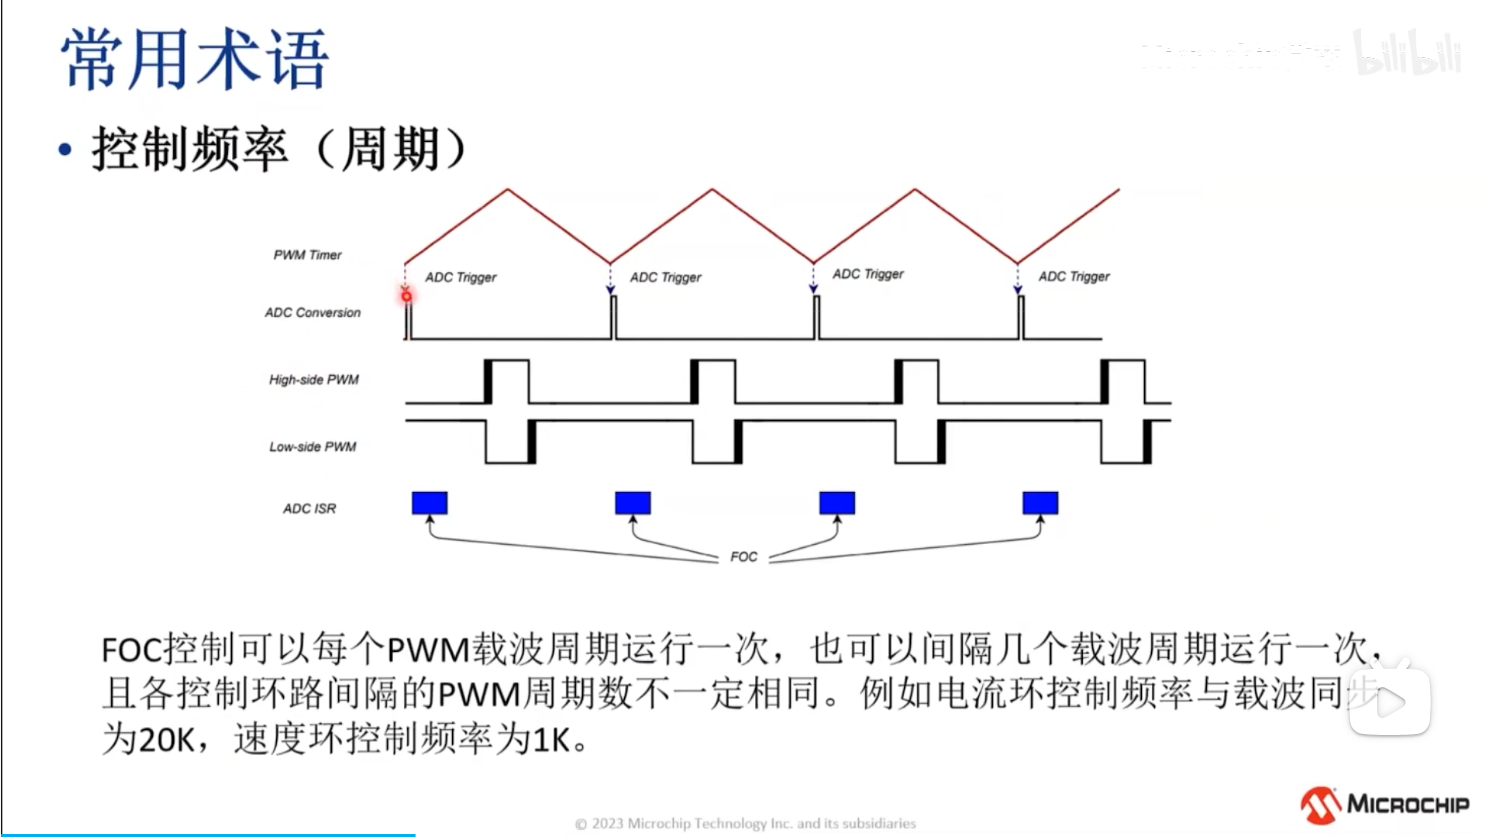 常用术语
bilibili
• 控制频率（周期）
PWM Timer
ADC Trigger
ADC Trigger
ADC Trigger
ADC Trigger
ADC Conversion
High-side PWM
Low-side PWM
ADC ISR
FOC
FOC控制可以每个PWM载波周期运行一次，也可以间隔几个载波周期运行一次，
且各控制环路间隔的PWM周期数不一定相同。例如电流环控制频率与载波同步
为20K，速度环控制频率为1K。
MICROCHIP
© 2023 Microchip Technology Inc. and its subsidiaries